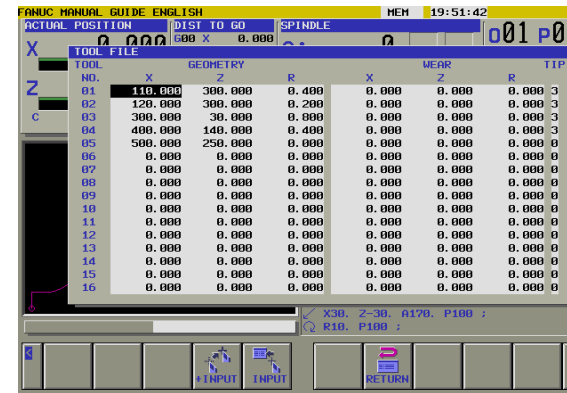 FANUC MANUAL GUIDE ENGLISH MEM 19:51:42
ACTUAL POSITION DIST TO GO SPINDLE
G00 X 0.000
X
O01 P0
TOOL FILE
TOOL GEOMETRY WEAR TIP
NO. X Z R X Z R
01 110.000 300.000 0.400 0.000 0.000 0.000 3
02 120.000 300.000 0.200 0.000 0.000 0.000 3
03 300.000 30.000 0.800 0.000 0.000 0.000 3
04 400.000 140.000 0.400 0.000 0.000 0.000 3
05 500.000 250.000 0.000 0.000 0.000 0.000 0
06 0.000 0.000 0.000 0.000 0.000 0.000 0
07 0.000 0.000 0.000 0.000 0.000 0.000 0
08 0.000 0.000 0.000 0.000 0.000 0.000 0
09 0.000 0.000 0.000 0.000 0.000 0.000 0
10 0.000 0.000 0.000 0.000 0.000 0.000 0
11 0.000 0.000 0.000 0.000 0.000 0.000 0
12 0.000 0.000 0.000 0.000 0.000 0.000 0
13 0.000 0.000 0.000 0.000 0.000 0.000 0
14 0.000 0.000 0.000 0.000 0.000 0.000 0
15 0.000 0.000 0.000 0.000 0.000 0.000 0
16 0.000 0.000 0.000 0.000 0.000 0.000 0
Z
C
X30. Z-30. A170. P100 ;
R10. P100 ;
+INPUT INPUT RETURN